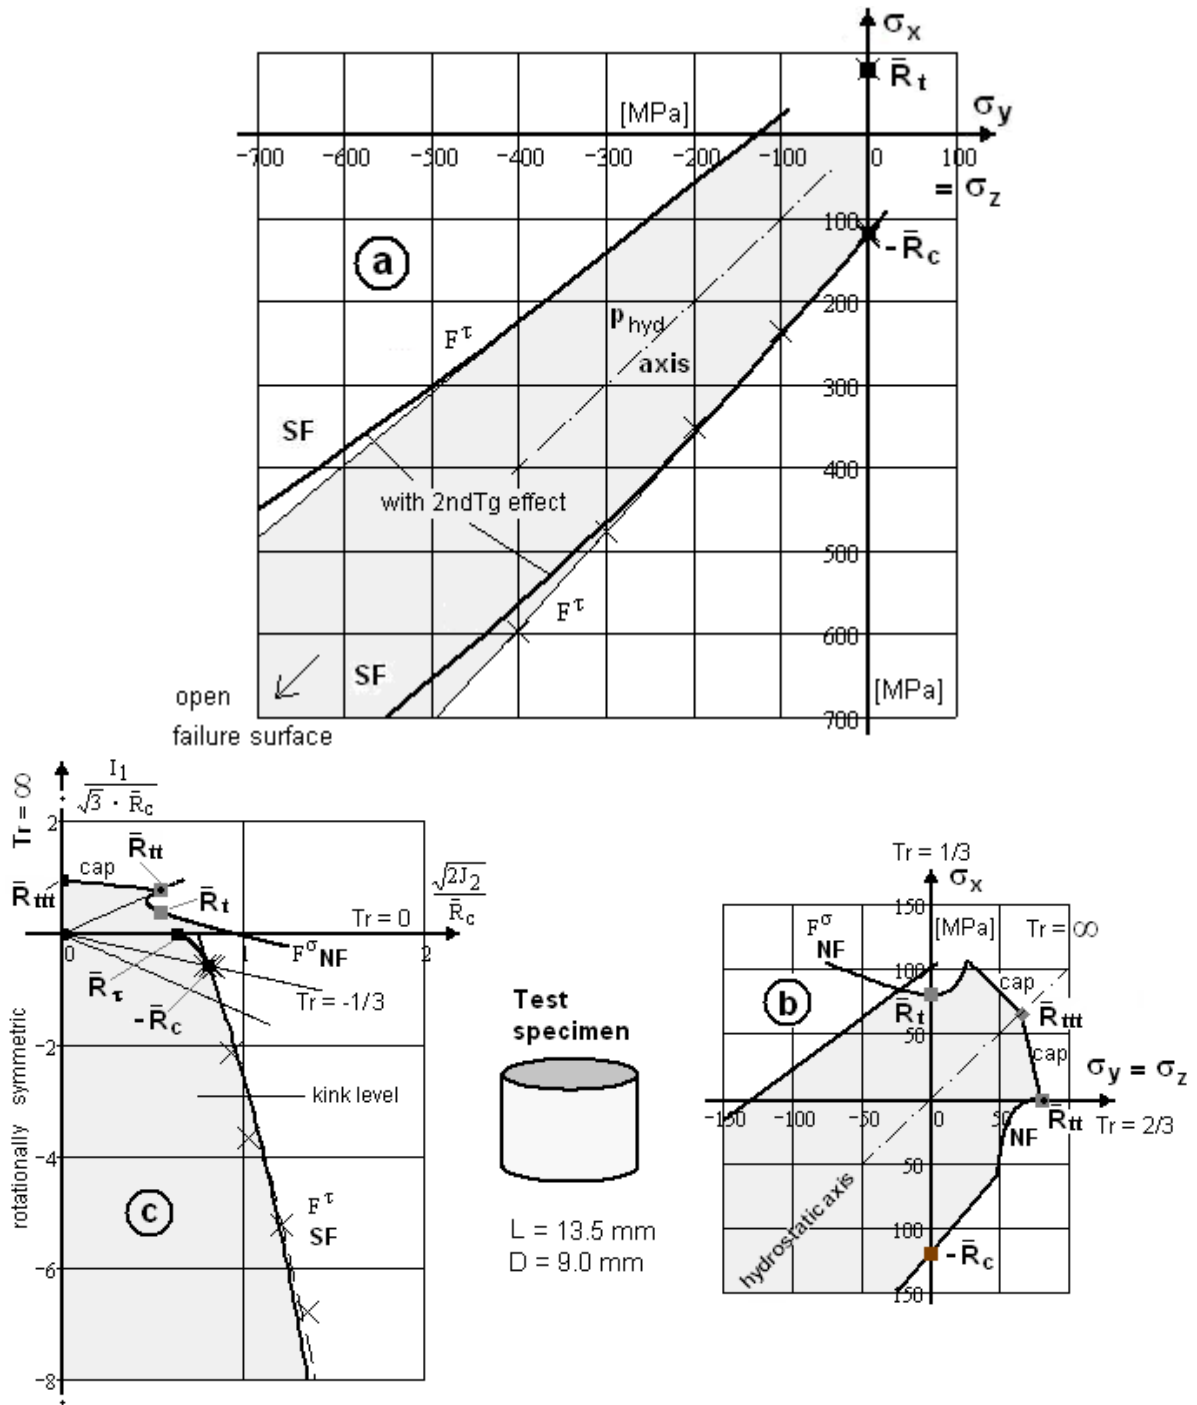 σx
R̄t
[MPa]
σy
-700 -600 -500 -400 -300 -200 -100 0 100
= σz
100
a
-R̄c
200
phyd
Fτ
axis
300
SF
400
with 2ndTg effect
500
Fτ
600
SF
open
[MPa]
700
failure surface
Tr = ∞
I1
√3 · R̄c
2
R̄tt
cap
R̄ttt
R̄t
√2J2
R̄c
Tr = 0
0 1 2
FσNF
R̄τ
Tr = -1/3
-R̄c
-2
kink level
-4
c
Fτ
SF
-6
-8
rotationally symmetric
Test
specimen
L = 13.5 mm
D = 9.0 mm
Tr = 1/3
σx
150
Fσ
NF
[MPa]
Tr = ∞
100
cap
b
R̄t
R̄ttt
50
cap
σy = σz
-150 -100 -50 0 50
R̄tt
Tr = 2/3
NF
50
hydrostatic axis
100
-R̄c
150